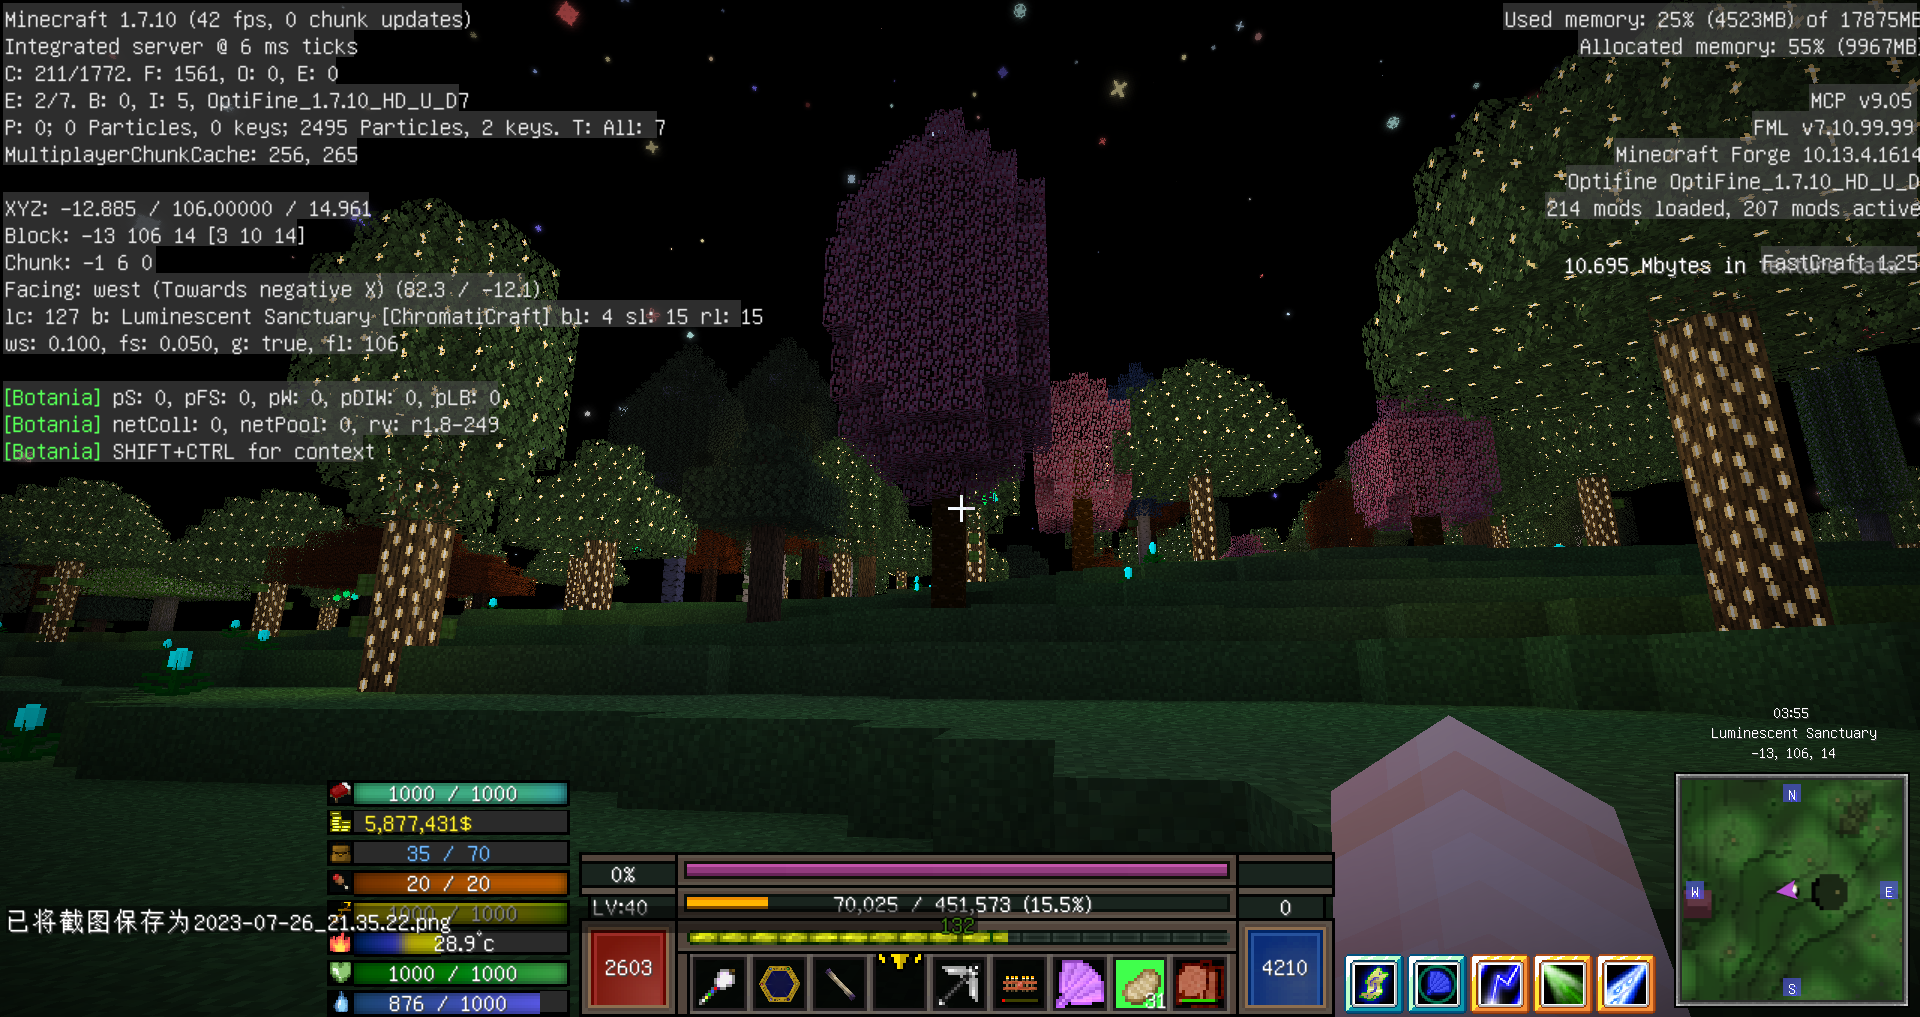 Minecraft 1.7.10 (42 fps, 0 chunk updates)
Integrated server @ 6 ms ticks
C: 211/1772. F: 1561, O: 0, E: 0
E: 2/7. B: 0, I: 5, OptiFine_1.7.10_HD_U_D7
P: 0; 0 Particles, 0 keys; 2495 Particles, 2 keys. T: All: 7
MultiplayerChunkCache: 256, 265
XYZ: -12.885 / 106.00000 / 14.961
Block: -13 106 14 [3 10 14]
Chunk: -1 6 0
Facing: west (Towards negative X) (82.3 / -12.1)
lc: 127 b: Luminescent Sanctuary [ChromatiCraft] bl: 4 sl: 15 rl: 15
ws: 0.100, fs: 0.050, g: true, fl: 106
[Botania] pS: 0, pFS: 0, pW: 0, pDIW: 0, pLB: 0
[Botania] netColl: 0, netPool: 0, rv: r1.8-249
[Botania] SHIFT+CTRL for context
Used memory: 25% (4523MB) of 17875ME
Allocated memory: 55% (9967MB
MCP v9.05
FML v7.10.99.99
Minecraft Forge 10.13.4.1614
Optifine OptiFine_1.7.10_HD_U_D
214 mods loaded, 207 mods active
10.695 Mbytes in texture data
FastCraft 1.25
03:55
Luminescent Sanctuary
-13, 106, 14
N
W
E
S
1000 / 1000
5,877,431$
35 / 70
20 / 20
1000 / 1000
已将截图保存为2023-07-26_21.35.22.png
28.9°c
1000 / 1000
876 / 1000
0%
LV:40
70,025 / 451,573 (15.5%)
0
132
2603
4210
31